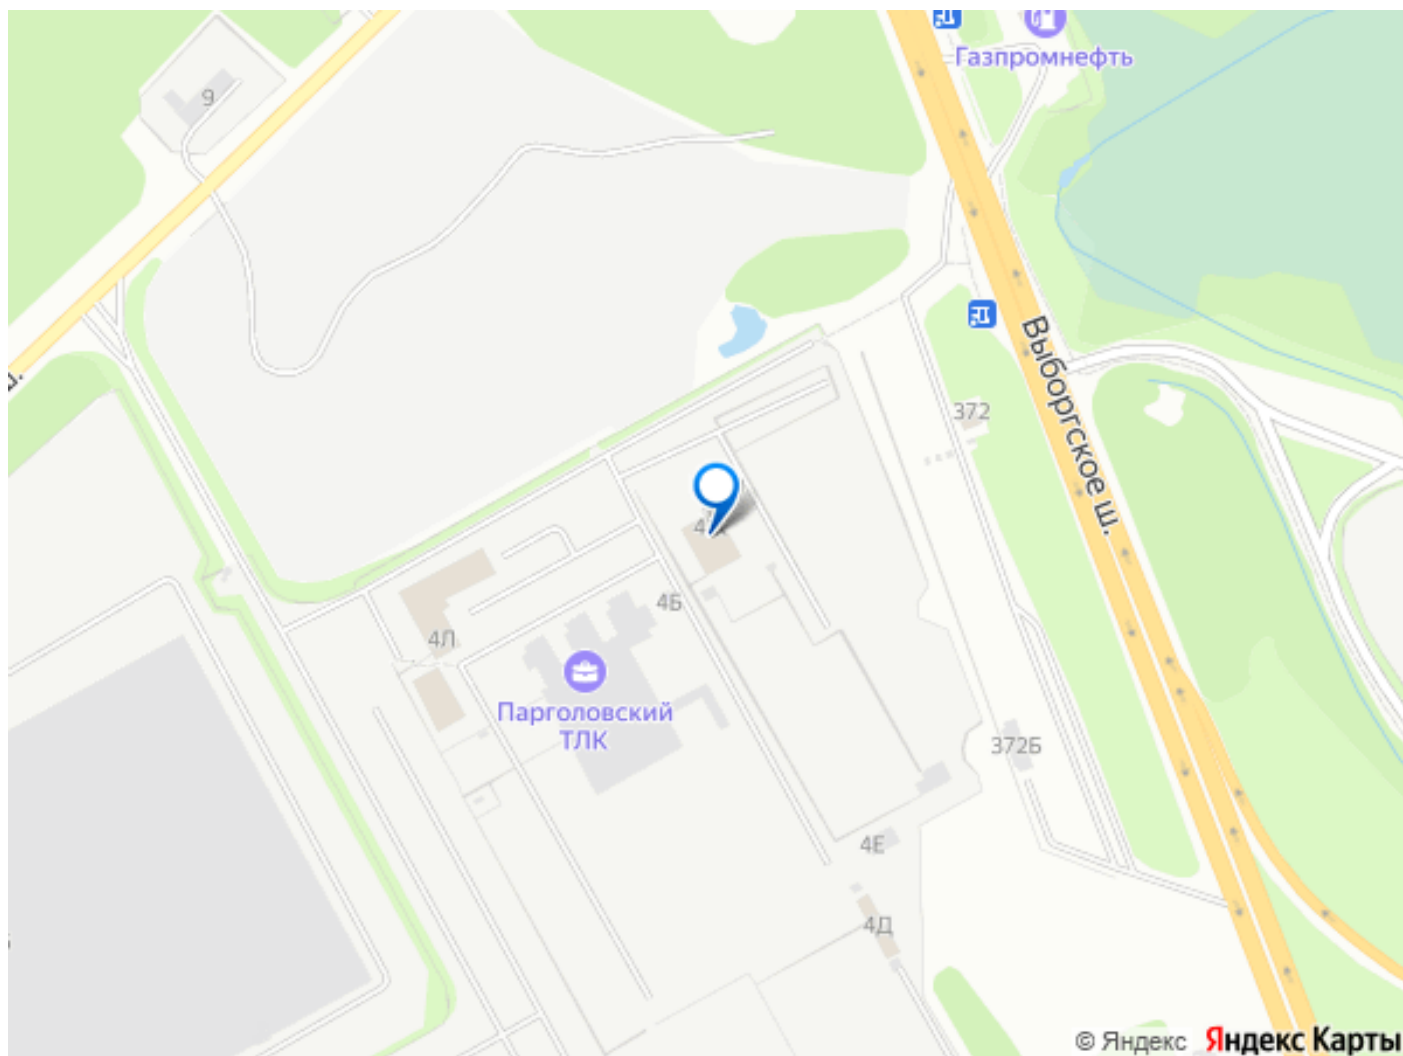 Газпромнефть
9
Выборгское ш.
372
ш.
4Б
4Л
Парголовский
ТЛК
372Б
4Е
4Д
© Яндекс Яндекс Карты